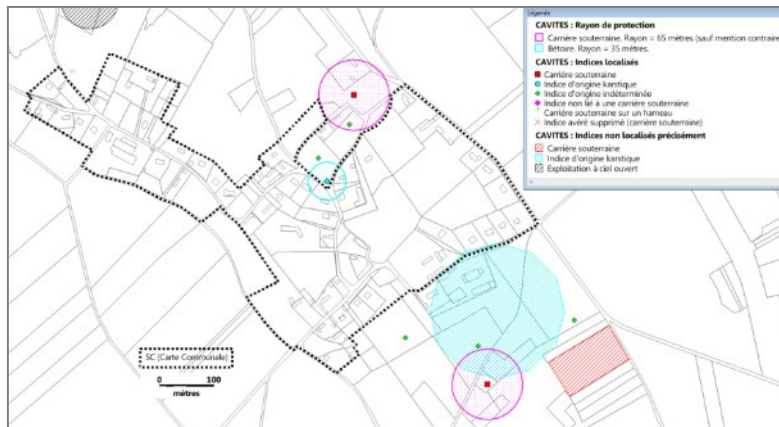 Légende
CAVITES : Rayon de protection
Carrière souterraine. Rayon = 65 mètres (sauf mention contraire
Bétoire. Rayon = 35 mètres.
CAVITES : Indices localisés
Carrière souterraine
Indice d'origine karstique
Indice d'origine indéterminée
Indice non lié à une carrière souterraine
Carrière souterraine sur un hameau
Indice avéré supprimé (carrière souterraine)
CAVITES : Indices non localisés précisément
Carrière souterraine
Indice d'origine karstique
Exploitation à ciel ouvert
SC (Carte Communale)
0 100
mètres